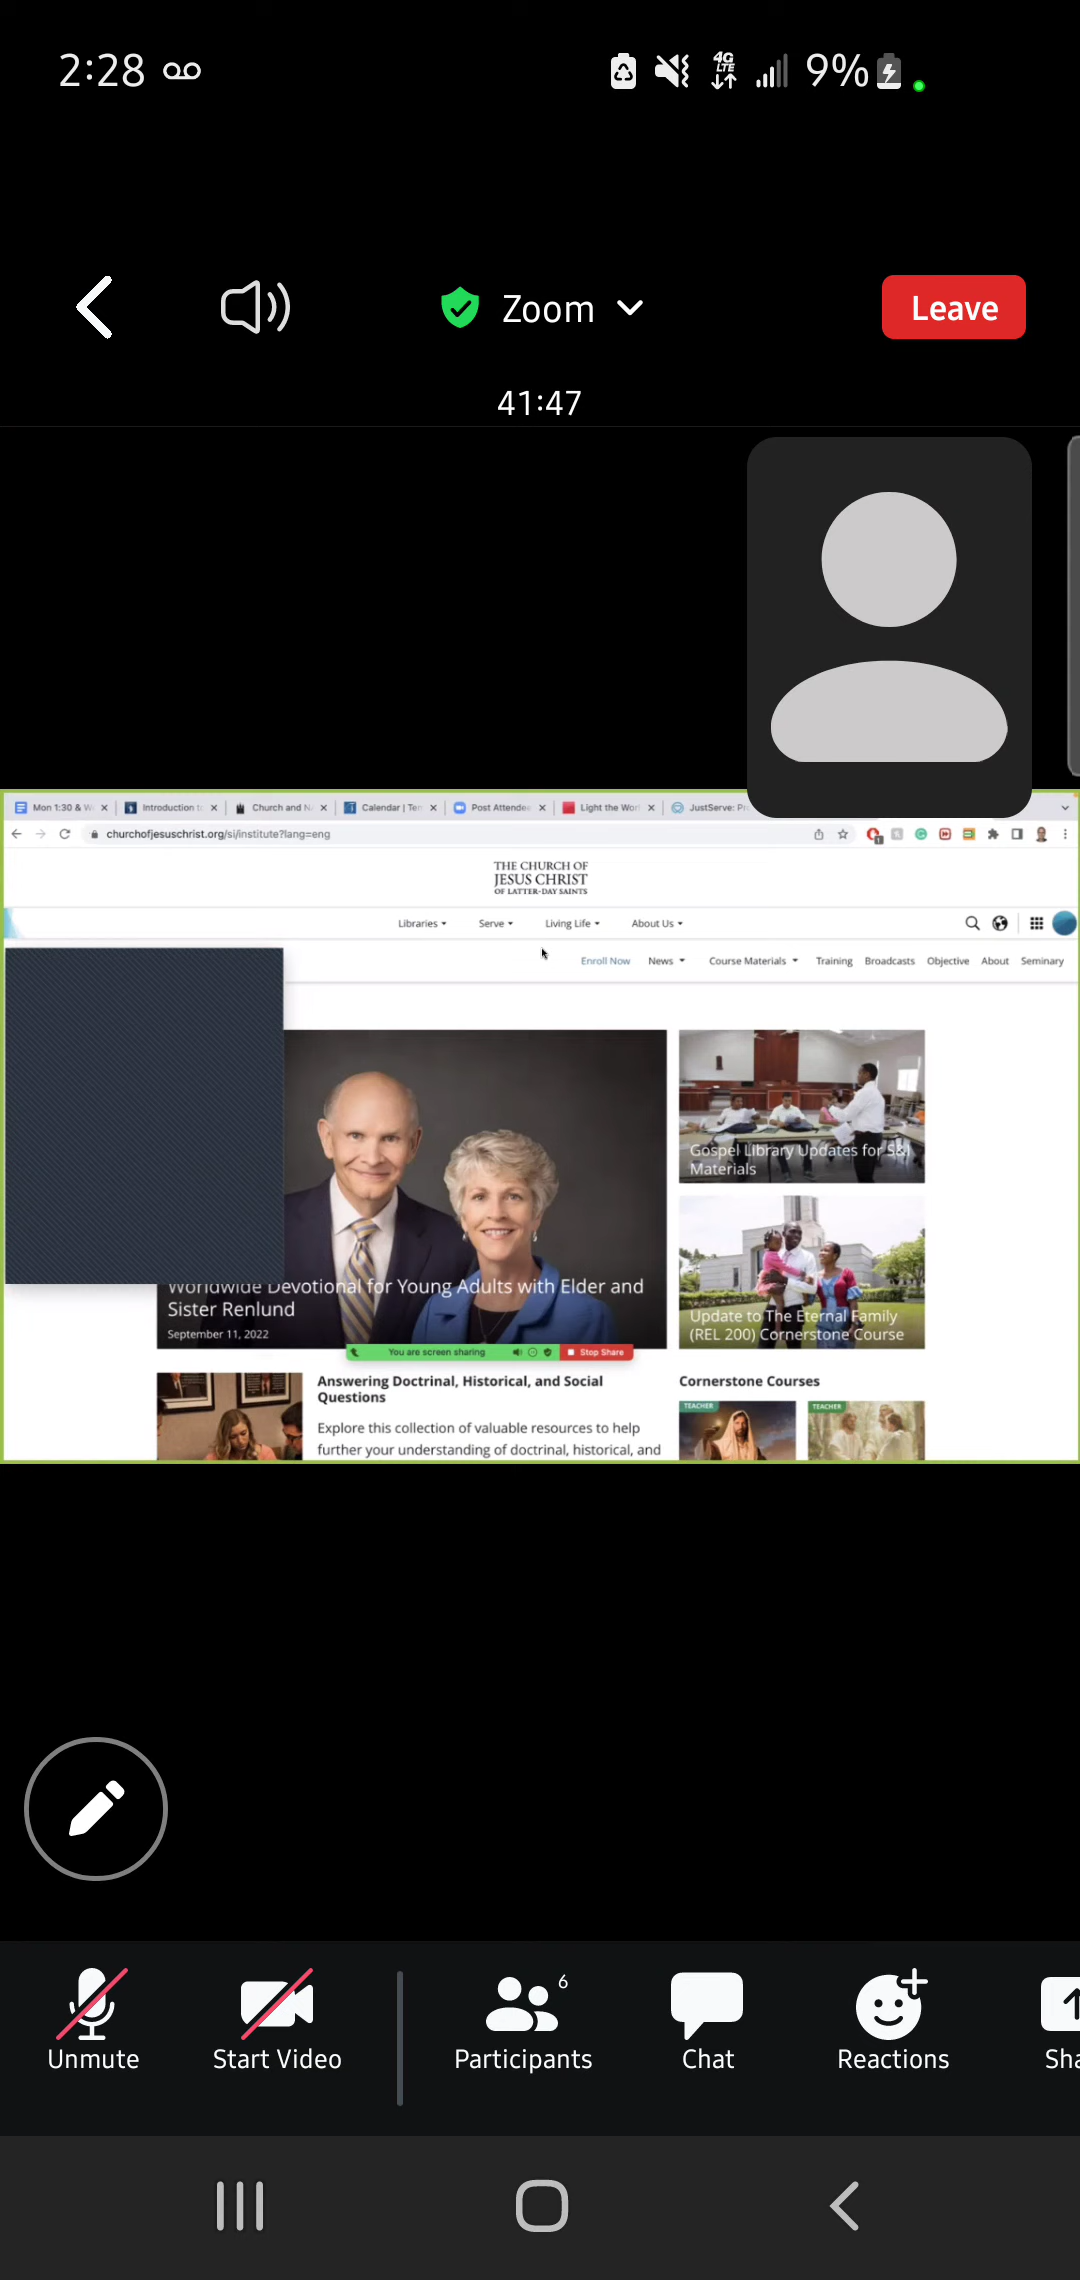 2:28
4G
LTE
9%
Zoom
Leave
41:47
Mon 1:30 &
Introduction
Church and
Calendar |
Post Attende
Light the Wor
JustServe:
churchofjesuschrist.org/si/institute?lang=eng
THE CHURCH OF
JESUS CHRIST
OF LATTER-DAY SAINTS
Libraries Serve Living Life About Us
Enroll Now News Course Materials Training Broadcasts Objective About Seminary
Gospel Library Updates for S&I
Materials
Worldwide Devotional for Young Adults with Elder and
Sister Renlund
September 11, 2022
Update to The Eternal Family
(REL 200) Cornerstone Course
You are screen sharing
Stop Share
Answering Doctrinal, Historical, and Social
Questions
Explore this collection of valuable resources to help
further your understanding of doctrinal, historical, and
Cornerstone Courses
TEACHER
TEACHER
Unmute
Start Video
6
Participants
Chat
Reactions
Sha